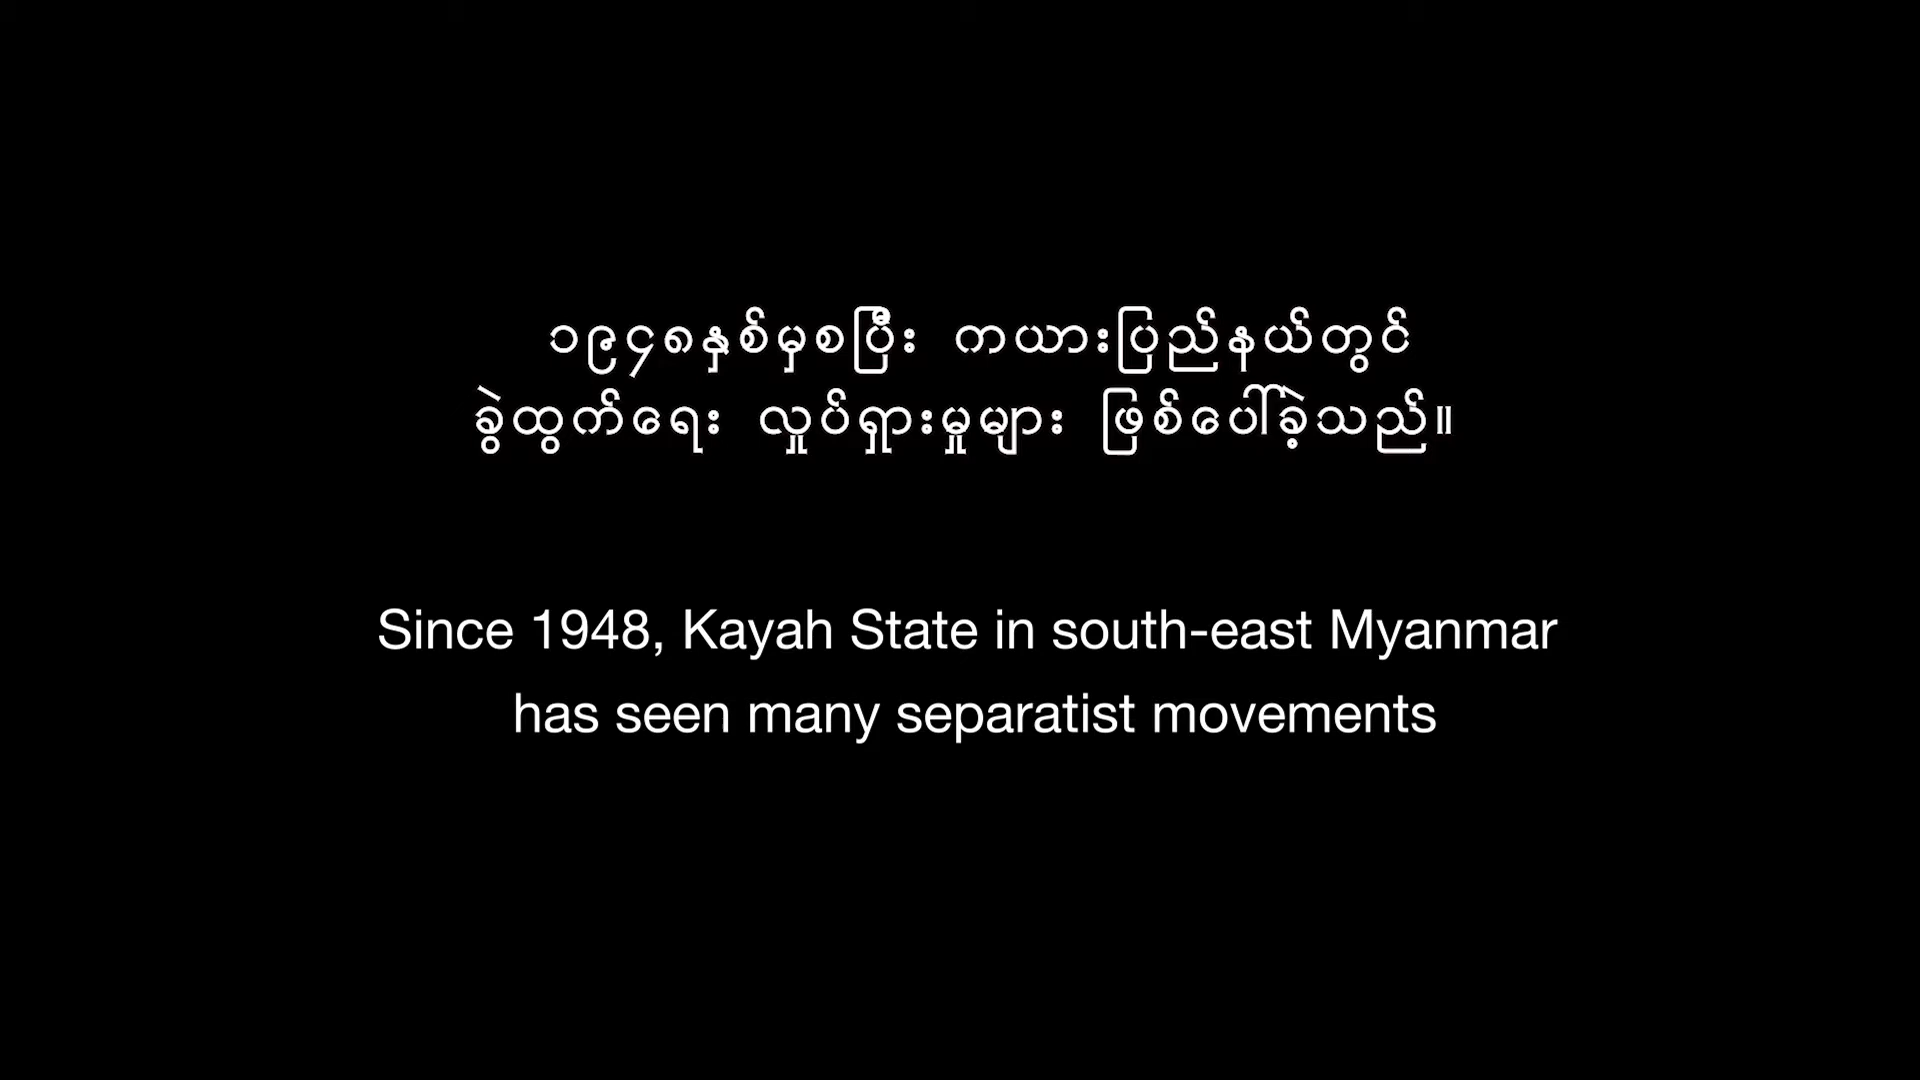 ၁၉၄၈နှစ်မှစပြီး ကယားပြည်နယ်တွင်
ခွဲထွက်ရေး လှုပ်ရှားမှုများ ဖြစ်ပေါ်ခဲ့သည်။
Since 1948, Kayah State in south-east Myanmar
has seen many separatist movements